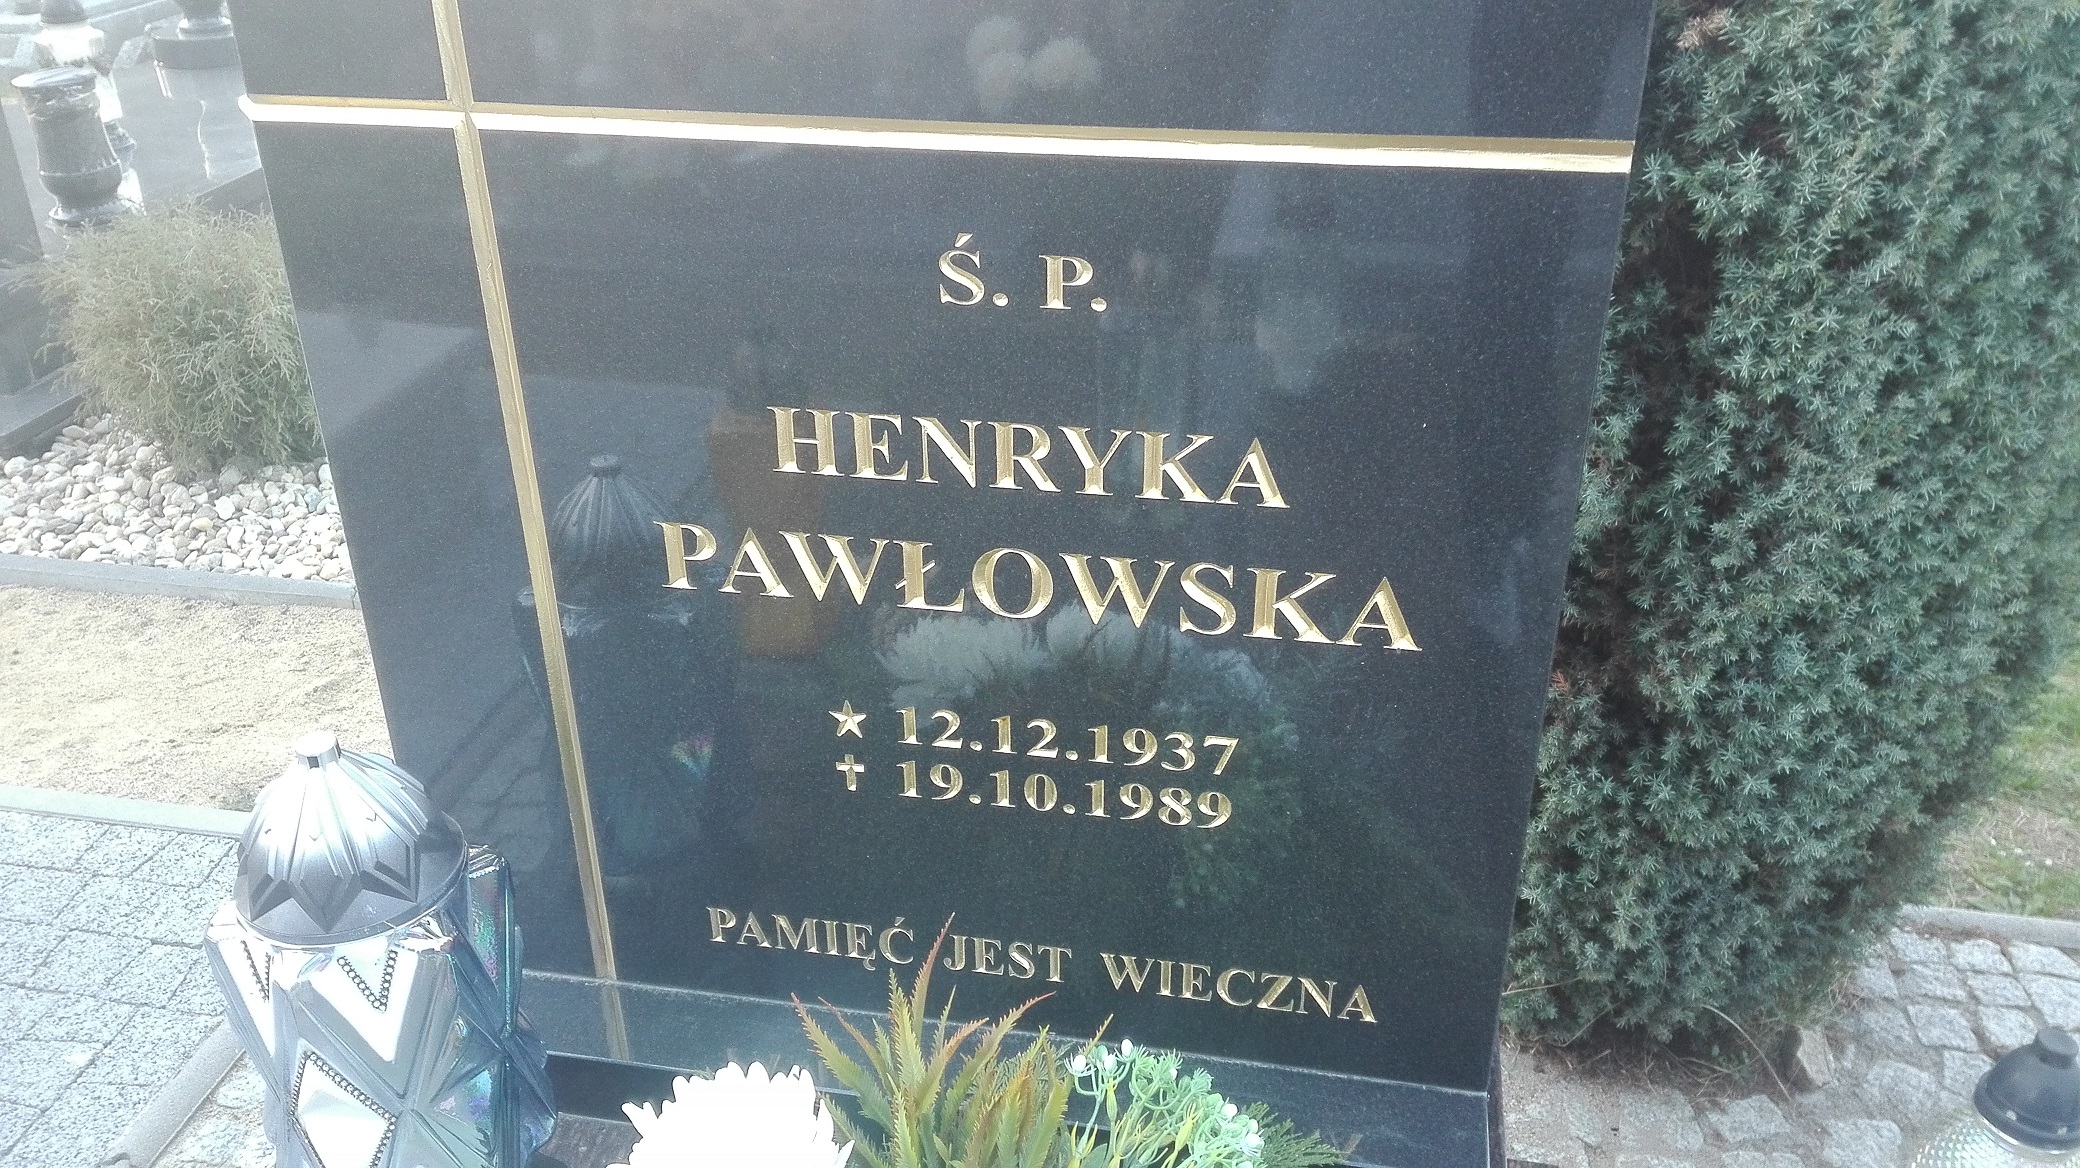 Ś. P.
HENRYKA
PAWŁOWSKA
★ 12.12.1937
✝ 19.10.1989
PAMIĘĆ JEST WIECZNA